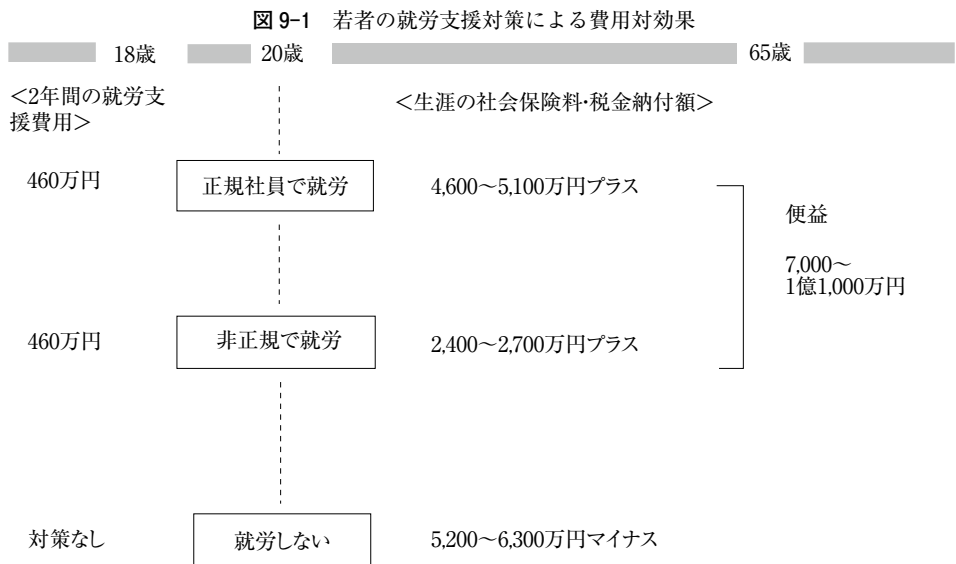 図 9-1 若者の就労支援対策による費用対効果
18歳 20歳 65歳
<2年間の就労支
援費用>
<生涯の社会保険料・税金納付額>
460万円 正規社員で就労 4,600〜5,100万円プラス
便益
7,000〜
1億1,000万円
460万円 非正規で就労 2,400〜2,700万円プラス
対策なし 就労しない 5,200〜6,300万円マイナス